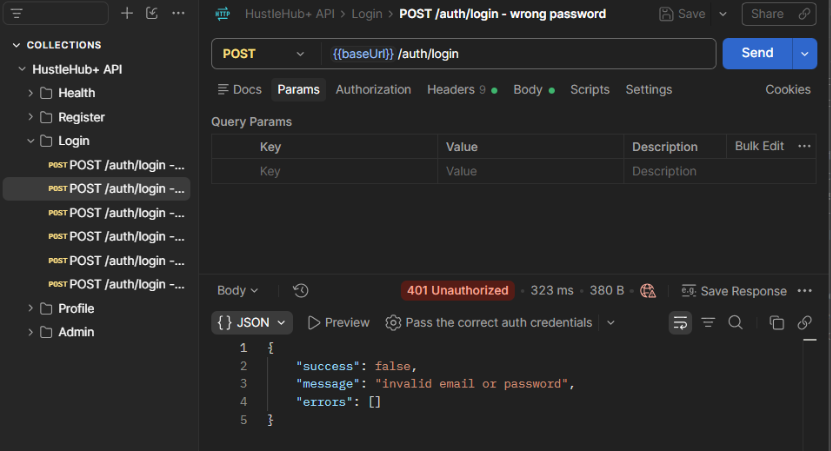 HTTP HustleHub+ API > Login > POST /auth/login - wrong password Save Share
COLLECTIONS
HustleHub+ API
Health
Register
Login
POST POST /auth/login -...
POST POST /auth/login -...
POST POST /auth/login -...
POST POST /auth/login -...
POST POST /auth/login -...
POST POST /auth/login -...
Profile
Admin
POST {{baseUrl}} /auth/login Send
Docs Params Authorization Headers 9 Body Scripts Settings Cookies
Query Params
Key Value Description Bulk Edit
Key Value Description
Body 401 Unauthorized 323 ms 380 B e.g. Save Response
{ } JSON Preview Pass the correct auth credentials
1 {
2 "success": false,
3 "message": "invalid email or password",
4 "errors": []
5 }